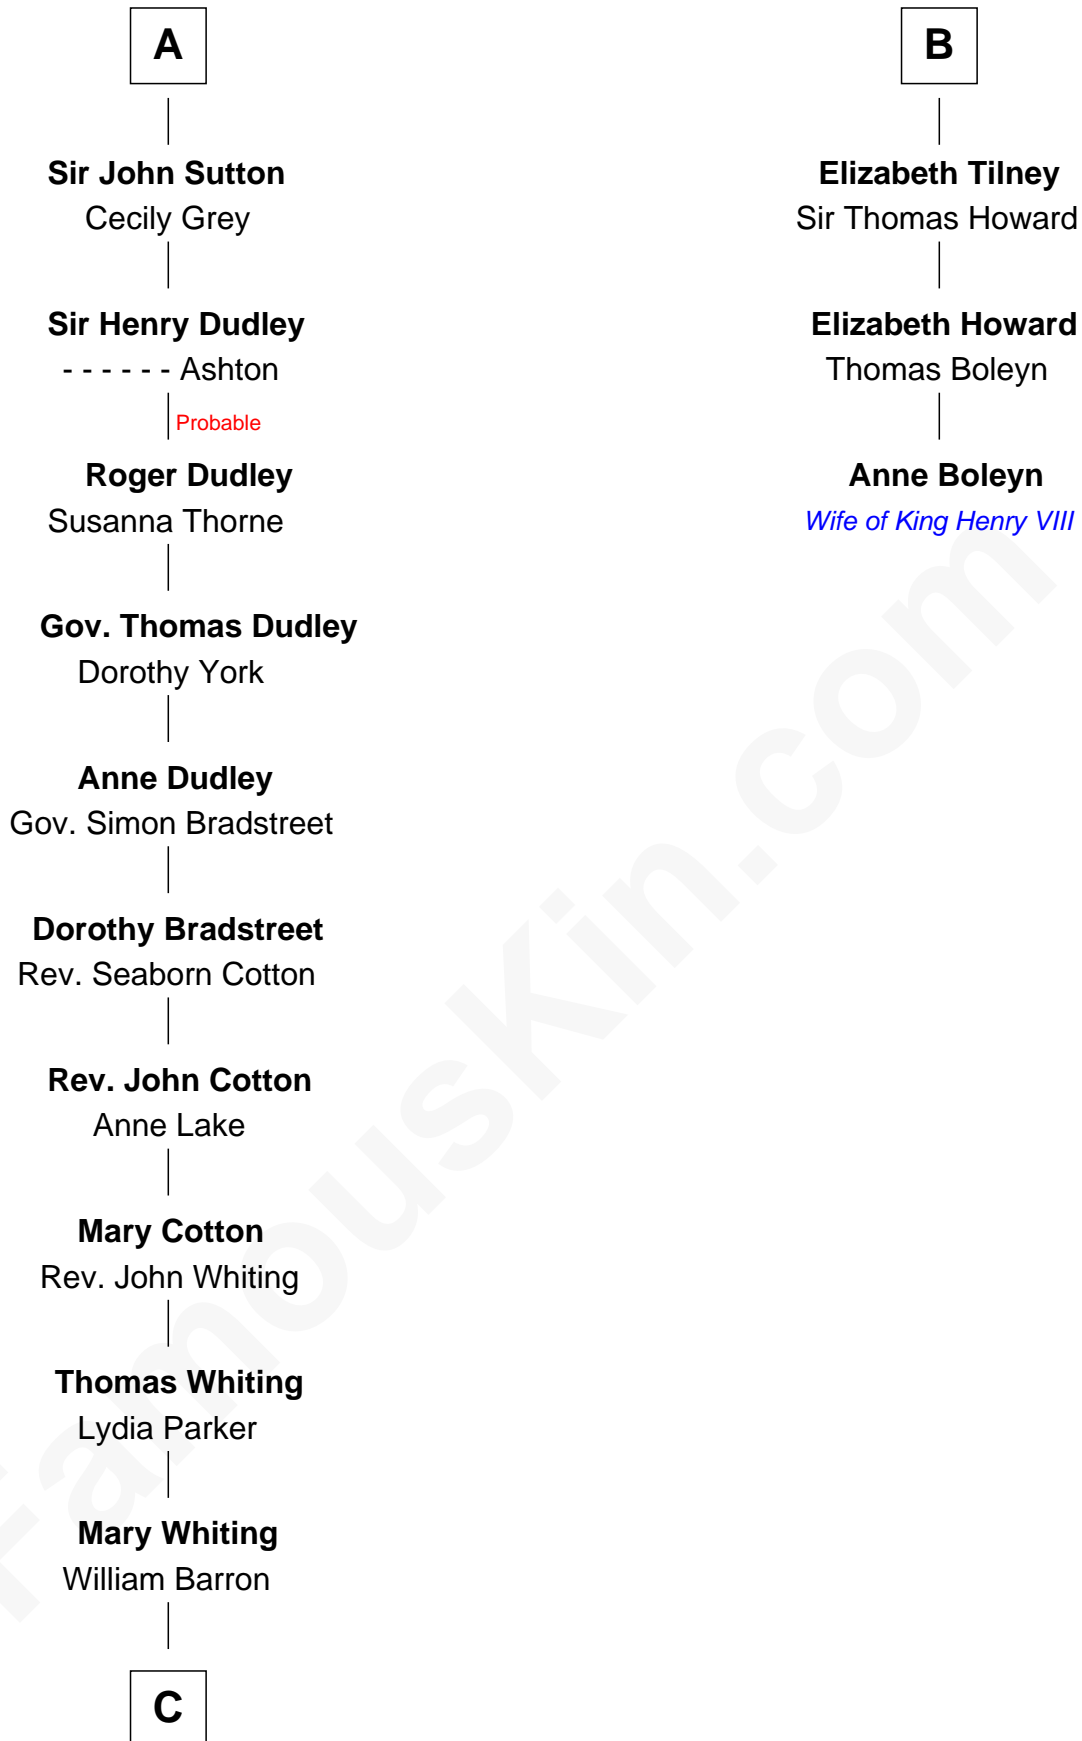 A
Sir John Sutton
Cecily Grey
Sir Henry Dudley
- - - - - - Ashton
Probable
Roger Dudley
Susanna Thorne
Gov. Thomas Dudley
Dorothy York
Anne Dudley
Gov. Simon Bradstreet
Dorothy Bradstreet
Rev. Seaborn Cotton
Rev. John Cotton
Anne Lake
Mary Cotton
Rev. John Whiting
Thomas Whiting
Lydia Parker
Mary Whiting
William Barron
C
B
Elizabeth Tilney
Sir Thomas Howard
Elizabeth Howard
Thomas Boleyn
Anne Boleyn
Wife of King Henry VIII
FamousKin.com